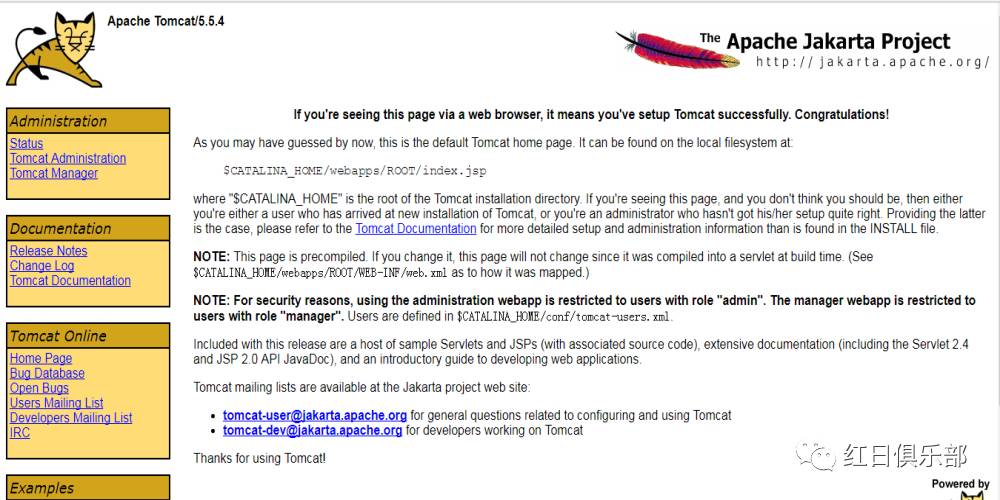 Apache Tomcat/5.5.4
The Apache Jakarta Project
http://jakarta.apache.org/
Administration
Status
Tomcat Administration
Tomcat Manager
Documentation
Release Notes
Change Log
Tomcat Documentation
Tomcat Online
Home Page
Bug Database
Open Bugs
Users Mailing List
Developers Mailing List
IRC
Examples
If you're seeing this page via a web browser, it means you've setup Tomcat successfully. Congratulations!
As you may have guessed by now, this is the default Tomcat home page. It can be found on the local filesystem at:
$CATALINA_HOME/webapps/ROOT/index.jsp
where "$CATALINA_HOME" is the root of the Tomcat installation directory. If you're seeing this page, and you don't think you should be, then either
you're either a user who has arrived at new installation of Tomcat, or you're an administrator who hasn't got his/her setup quite right. Providing the latter
is the case, please refer to the Tomcat Documentation for more detailed setup and administration information than is found in the INSTALL file.
NOTE: This page is precompiled. If you change it, this page will not change since it was compiled into a servlet at build time. (See
$CATALINA_HOME/webapps/ROOT/WEB-INF/web.xml as to how it was mapped.)
NOTE: For security reasons, using the administration webapp is restricted to users with role "admin". The manager webapp is restricted to
users with role "manager". Users are defined in $CATALINA_HOME/conf/tomcat-users.xml.
Included with this release are a host of sample Servlets and JSPs (with associated source code), extensive documentation (including the Servlet 2.4
and JSP 2.0 API JavaDoc), and an introductory guide to developing web applications.
Tomcat mailing lists are available at the Jakarta project web site:
• tomcat-user@jakarta.apache.org for general questions related to configuring and using Tomcat
• tomcat-dev@jakarta.apache.org for developers working on Tomcat
Thanks for using Tomcat!
红日俱乐部
Powered by